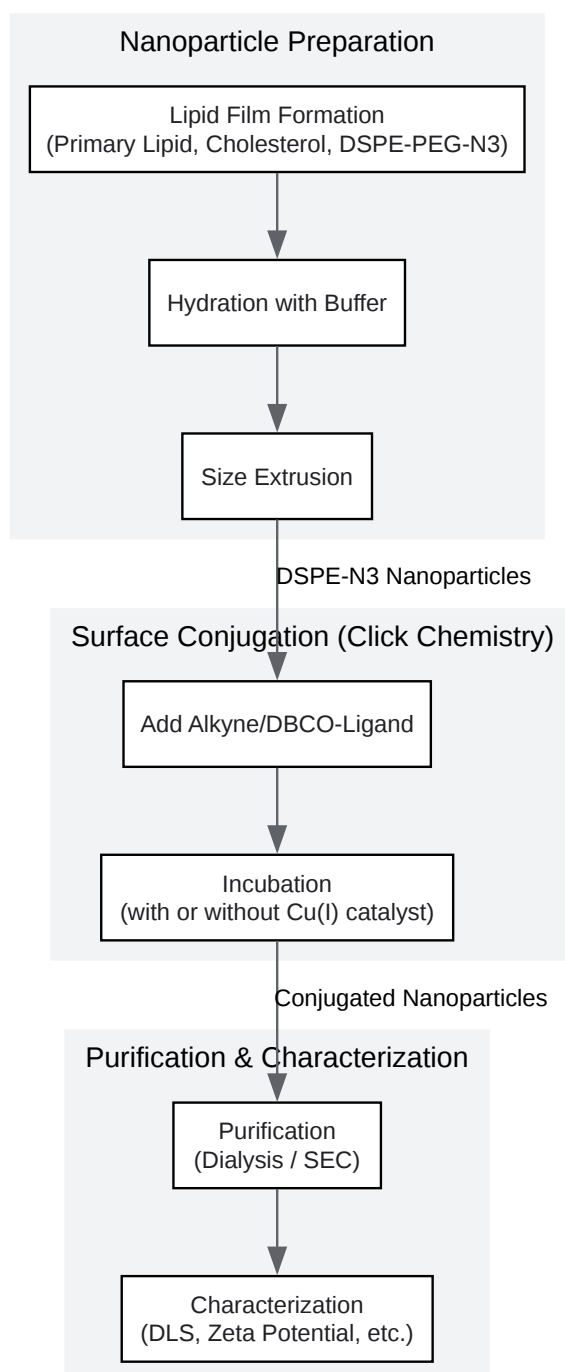 Nanoparticle Preparation
Lipid Film Formation
(Primary Lipid, Cholesterol, DSPE-PEG-N3)
Hydration with Buffer
Size Extrusion
DSPE-N3 Nanoparticles
Surface Conjugation (Click Chemistry)
Add Alkyne/DBCO-Ligand
Incubation
(with or without Cu(I) catalyst)
Conjugated Nanoparticles
Purification & Characterization
Purification
(Dialysis / SEC)
Characterization
(DLS, Zeta Potential, etc.)